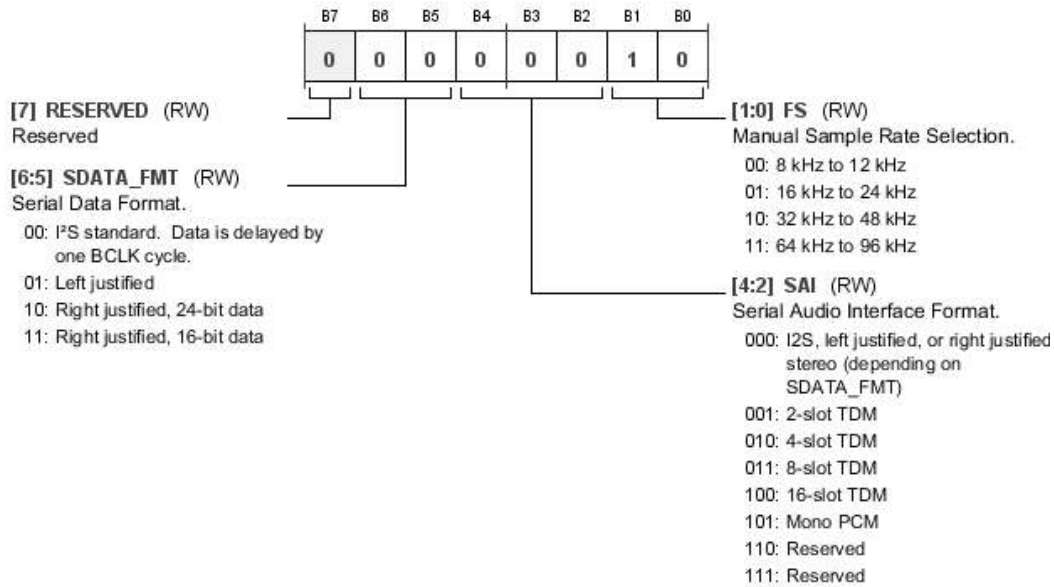 B7 B6 B5 B4 B3 B2 B1 B0
0 0 0 0 0 0 1 0
[7] RESERVED (RW)
Reserved
[6:5] SDATA_FMT (RW)
Serial Data Format.
00: I²S standard. Data is delayed by
one BCLK cycle.
01: Left justified
10: Right justified, 24-bit data
11: Right justified, 16-bit data
[1:0] FS (RW)
Manual Sample Rate Selection.
00: 8 kHz to 12 kHz
01: 16 kHz to 24 kHz
10: 32 kHz to 48 kHz
11: 64 kHz to 96 kHz
[4:2] SAI (RW)
Serial Audio Interface Format.
000: I2S, left justified, or right justified
stereo (depending on
SDATA_FMT)
001: 2-slot TDM
010: 4-slot TDM
011: 8-slot TDM
100: 16-slot TDM
101: Mono PCM
110: Reserved
111: Reserved